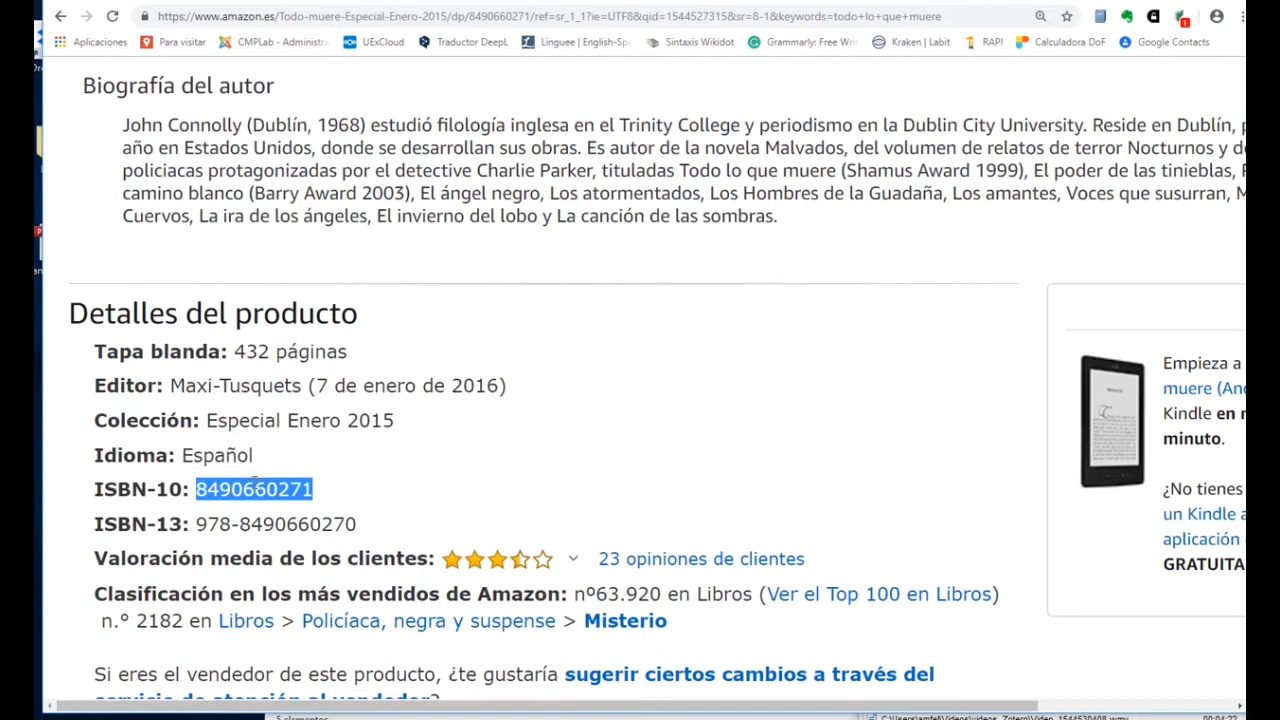 https://www.amazon.es/Todo-muere-Especial-Enero-2015/dp/8490660271/ref=sr_1_1?ie=UTF8&qid=1544527315&sr=8-1&keywords=todo+lo+que+muere
Aplicaciones Para visitar CMPLab - Administra UExCloud Traductor DeepL Linguee | English-Sp Sintaxis Wikidot Grammarly: Free Wri Kraken | Labit RAPI Calculadora DoF Google Contacts
Biografía del autor
John Connolly (Dublín, 1968) estudió filología inglesa en el Trinity College y periodismo en la Dublin City University. Reside en Dublín, p
año en Estados Unidos, donde se desarrollan sus obras. Es autor de la novela Malvados, del volumen de relatos de terror Nocturnos y d
policiacas protagonizadas por el detective Charlie Parker, tituladas Todo lo que muere (Shamus Award 1999), El poder de las tinieblas,
camino blanco (Barry Award 2003), El ángel negro, Los atormentados, Los Hombres de la Guadaña, Los amantes, Voces que susurran, M
Cuervos, La ira de los ángeles, El invierno del lobo y La canción de las sombras.
Detalles del producto
Tapa blanda: 432 páginas
Editor: Maxi-Tusquets (7 de enero de 2016)
Colección: Especial Enero 2015
Idioma: Español
ISBN-10: 8490660271
ISBN-13: 978-8490660270
Valoración media de los clientes: 23 opiniones de clientes
Clasificación en los más vendidos de Amazon: nº63.920 en Libros (Ver el Top 100 en Libros)
n.° 2182 en Libros > Policíaca, negra y suspense > Misterio
Si eres el vendedor de este producto, ¿te gustaría sugerir ciertos cambios a través del
servicio de atención al vendedor?
Empieza a
muere (And
Kindle en m
minuto.
¿No tienes
un Kindle a
aplicación
GRATUITA
5 elementos
00:04:22